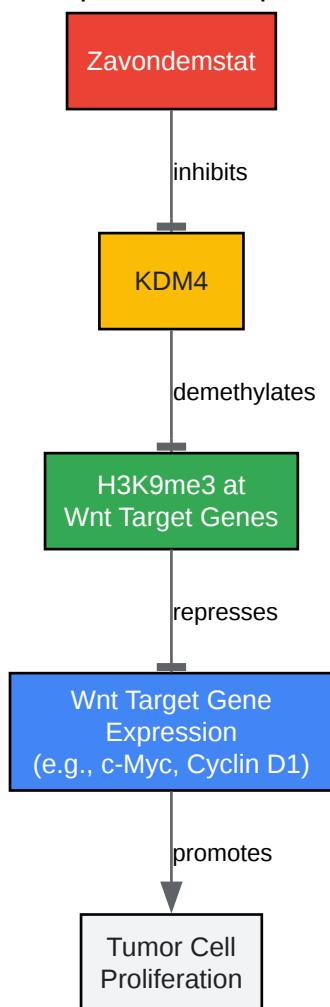 Zavondemstat
inhibits
KDM4
demethylates
H3K9me3 at
Wnt Target Genes
represses
Wnt Target Gene
Expression
(e.g., c-Myc, Cyclin D1)
promotes
Tumor Cell
Proliferation